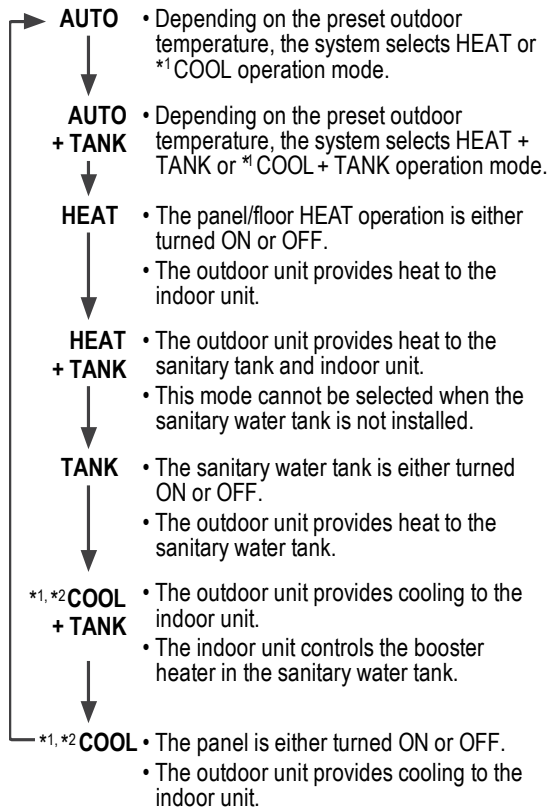 AUTO • Depending on the preset outdoor
temperature, the system selects HEAT or
*1 COOL operation mode.
AUTO • Depending on the preset outdoor
+ TANK temperature, the system selects HEAT +
TANK or *1 COOL + TANK operation mode.
HEAT • The panel/floor HEAT operation is either
turned ON or OFF.
• The outdoor unit provides heat to the
indoor unit.
HEAT • The outdoor unit provides heat to the
+ TANK sanitary tank and indoor unit.
• This mode cannot be selected when the
sanitary water tank is not installed.
TANK • The sanitary water tank is either turned
ON or OFF.
• The outdoor unit provides heat to the
sanitary water tank.
*1, *2 COOL • The outdoor unit provides cooling to the
+ TANK indoor unit.
• The indoor unit controls the booster
heater in the sanitary water tank.
*1, *2 COOL • The panel is either turned ON or OFF.
• The outdoor unit provides cooling to the
indoor unit.